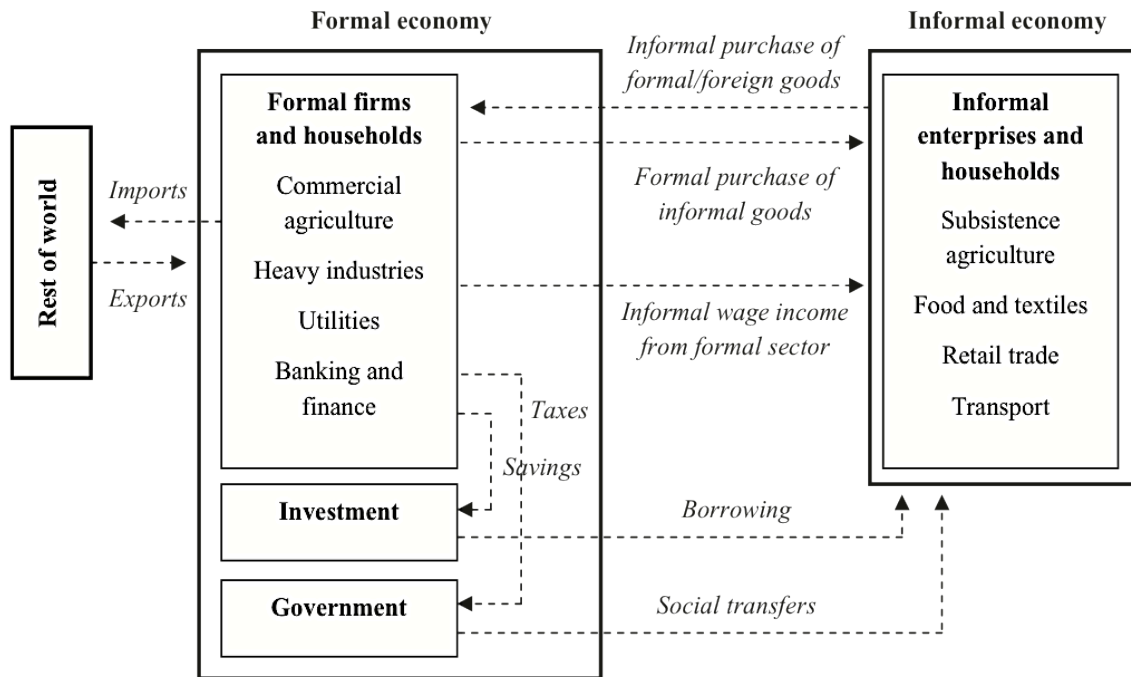 Formal economy
Informal economy
Rest of world
Imports
Exports
Formal firms
and households
Commercial
agriculture
Heavy industries
Utilities
Banking and
finance
Taxes
Savings
Investment
Government
Informal purchase of
formal/foreign goods
Formal purchase of
informal goods
Informal wage income
from formal sector
Borrowing
Social transfers
Informal
enterprises and
households
Subsistence
agriculture
Food and textiles
Retail trade
Transport